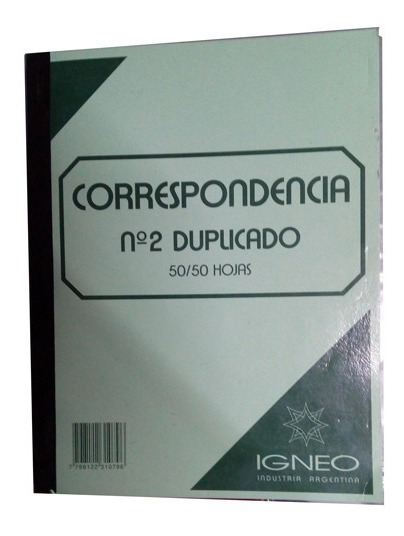 CORRESPONDENCIA
Nº2 DUPLICADO
50/50 HOJAS
IGNEO
INDUSTRIA ARGENTINA